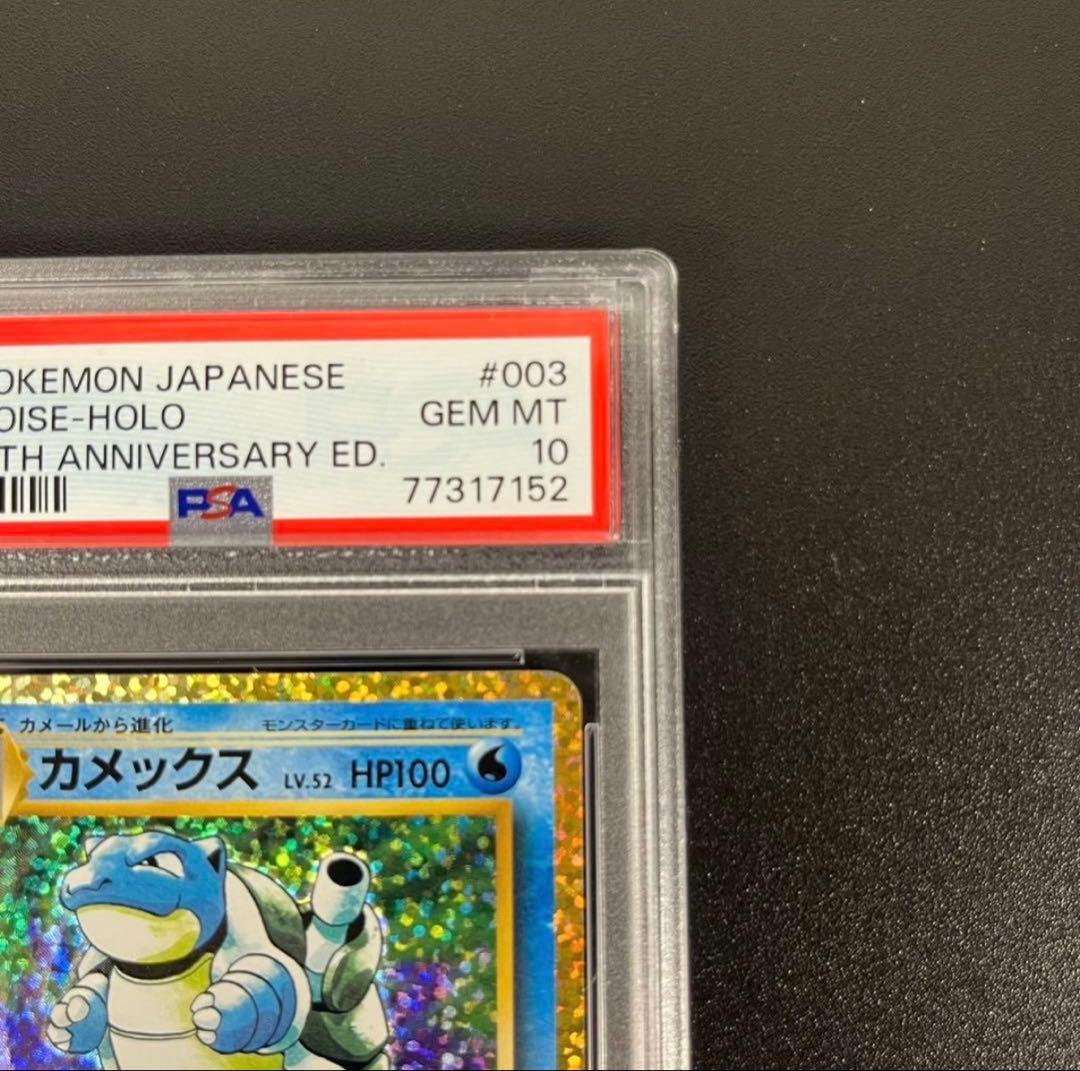 OKEMON JAPANESE #003
OISE-HOLO GEM MT
TH ANNIVERSARY ED. 10
PSA 77317152
カメールから進化 モンスターカードに重ねて使います。
カメックス LV.52 HP100